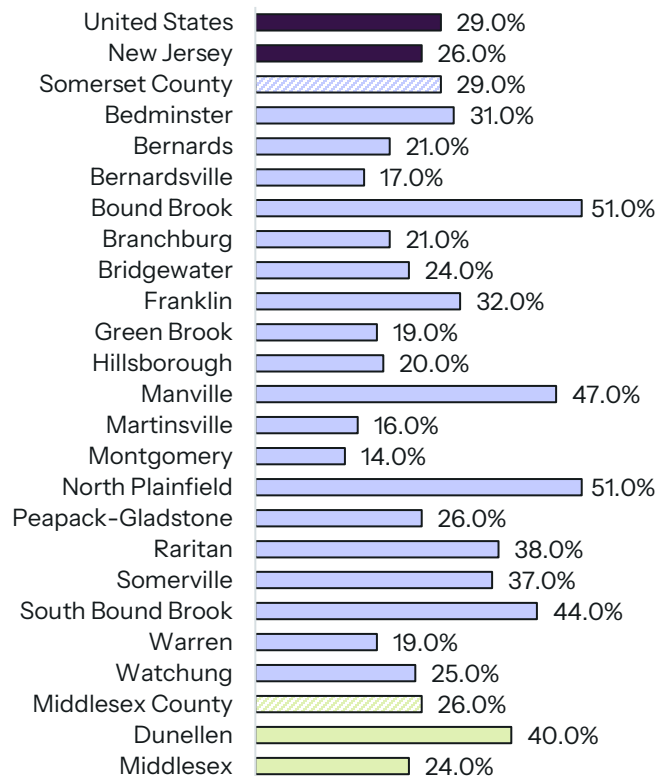 United States 29.0%
New Jersey 26.0%
Somerset County 29.0%
Bedminster 31.0%
Bernards 21.0%
Bernardsville 17.0%
Bound Brook 51.0%
Branchburg 21.0%
Bridgewater 24.0%
Franklin 32.0%
Green Brook 19.0%
Hillsborough 20.0%
Manville 47.0%
Martinsville 16.0%
Montgomery 14.0%
North Plainfield 51.0%
Peapack-Gladstone 26.0%
Raritan 38.0%
Somerville 37.0%
South Bound Brook 44.0%
Warren 19.0%
Watchung 25.0%
Middlesex County 26.0%
Dunellen 40.0%
Middlesex 24.0%